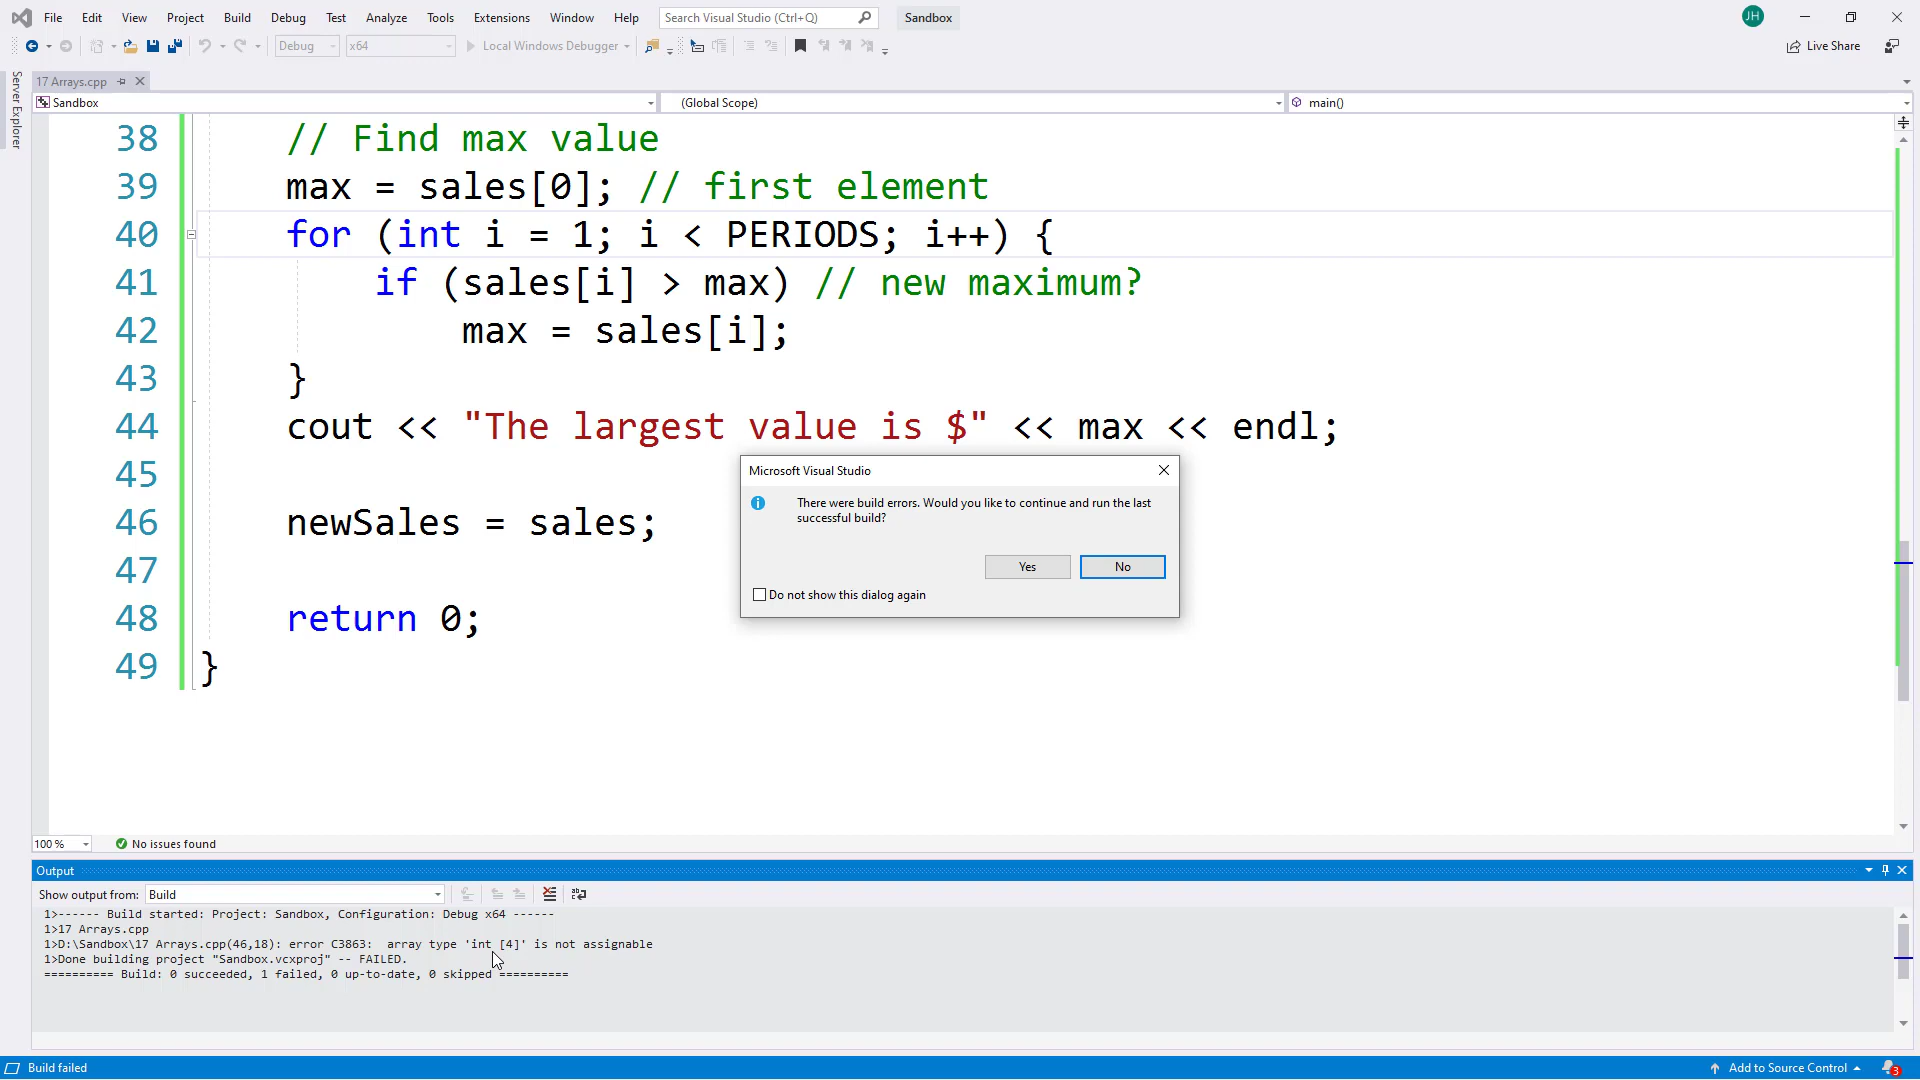 File Edit View Project Build Debug Test Analyze Tools Extensions Window Help Search Visual Studio (Ctrl+Q) Sandbox JH
Debug x64 Local Windows Debugger Live Share
Server Explorer
17 Arrays.cpp
Sandbox (Global Scope) main()
38 // Find max value
39 max = sales[0]; // first element
40 for (int i = 1; i < PERIODS; i++) {
41 if (sales[i] > max) // new maximum?
42 max = sales[i];
43 }
44 cout << "The largest value is $" << max << endl;
45
46 newSales = sales;
47
48 return 0;
49 }
Microsoft Visual Studio
There were build errors. Would you like to continue and run the last
successful build?
Yes No
Do not show this dialog again
100 % No issues found
Output
Show output from: Build
1>------ Build started: Project: Sandbox, Configuration: Debug x64 ------
1>17 Arrays.cpp
1>D:\Sandbox\17 Arrays.cpp(46,18): error C3863: array type 'int [4]' is not assignable
1>Done building project "Sandbox.vcxproj" -- FAILED.
========== Build: 0 succeeded, 1 failed, 0 up-to-date, 0 skipped ==========
Build failed Add to Source Control 3